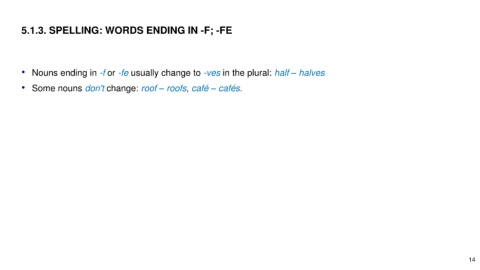 5.1.3. SPELLING: WORDS ENDING IN -F; -FE
• Nouns ending in -f or -fe usually change to -ves in the plural: half – halves
• Some nouns don't change: roof – roofs, café – cafés.
14